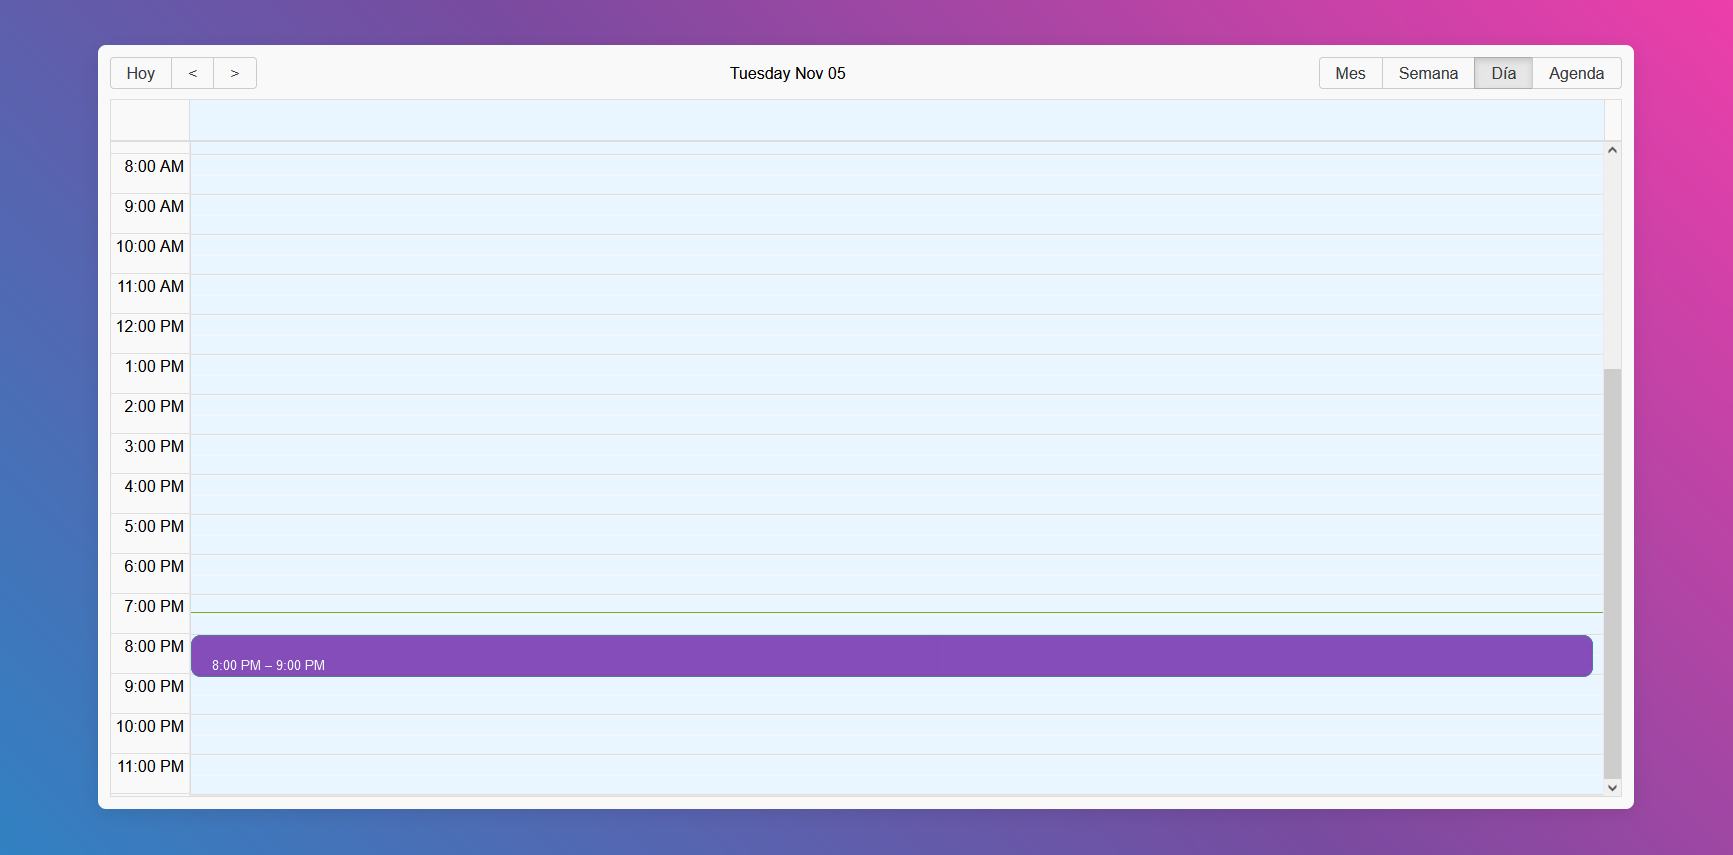 Hoy < > Tuesday Nov 05 Mes Semana Día Agenda
8:00 AM
9:00 AM
10:00 AM
11:00 AM
12:00 PM
1:00 PM
2:00 PM
3:00 PM
4:00 PM
5:00 PM
6:00 PM
7:00 PM
8:00 PM
8:00 PM – 9:00 PM
9:00 PM
10:00 PM
11:00 PM